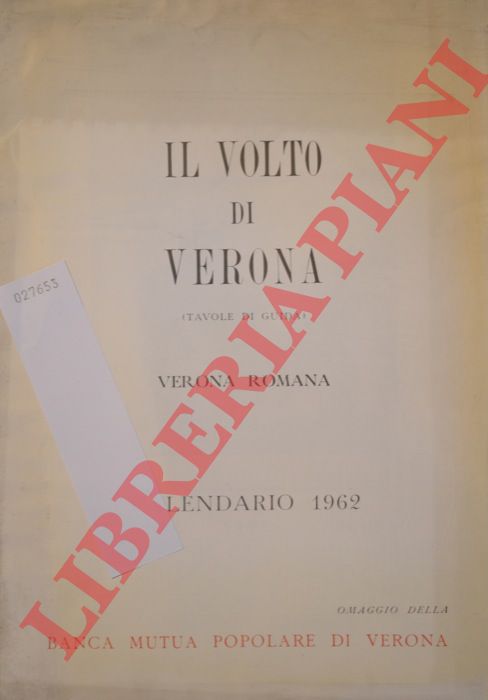 IL VOLTO
DI
VERONA
(TAVOLE DI GUIDA)
027653
VERONA ROMANA
LENDARIO 1962
OMAGGIO DELLA
BANCA MUTUA POPOLARE DI VERONA
LIBRERIA PIANI